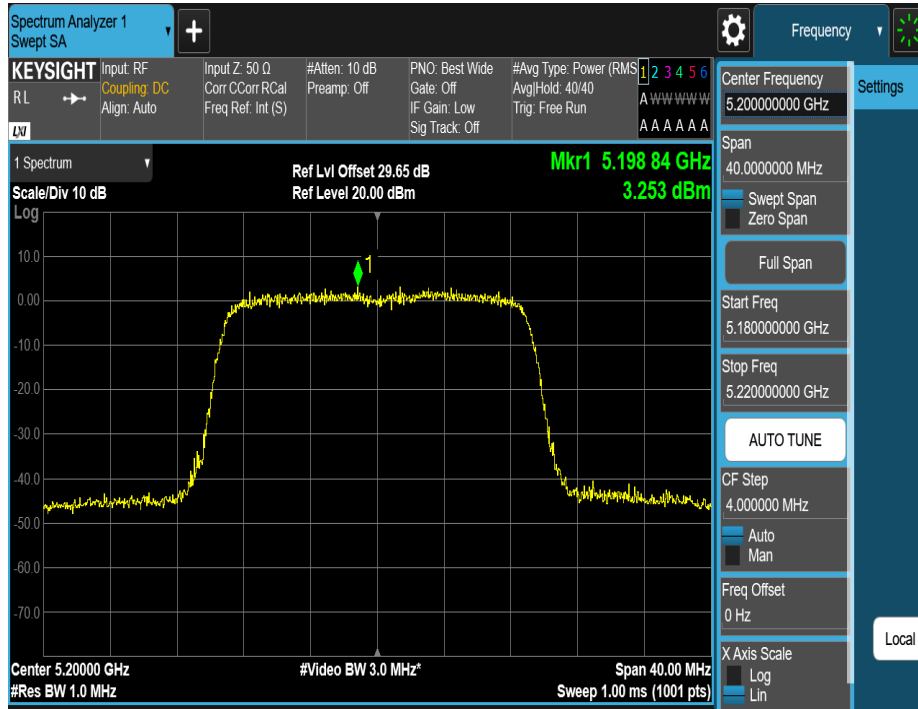 Spectrum Analyzer 1
Swept SA
+
Frequency
KEYSIGHT
R L
LXI
Input: RF
Coupling: DC
Align: Auto
Input Z: 50 Ω
Corr CCorr RCal
Freq Ref: Int (S)
#Atten: 10 dB
Preamp: Off
PNO: Best Wide
Gate: Off
IF Gain: Low
Sig Track: Off
#Avg Type: Power (RMS
Avg|Hold: 40/40
Trig: Free Run
1 2 3 4 5 6
A W W W W W
A A A A A A
1 Spectrum
Scale/Div 10 dB
Log
Ref Lvl Offset 29.65 dB
Ref Level 20.00 dBm
Mkr1 5.198 84 GHz
3.253 dBm
1
10.0
0.00
-10.0
-20.0
-30.0
-40.0
-50.0
-60.0
-70.0
Center 5.20000 GHz
#Res BW 1.0 MHz
#Video BW 3.0 MHz*
Span 40.00 MHz
Sweep 1.00 ms (1001 pts)
Center Frequency
5.20000000 GHz
Span
40.0000000 MHz
Swept Span
Zero Span
Full Span
Start Freq
5.180000000 GHz
Stop Freq
5.220000000 GHz
AUTO TUNE
CF Step
4.000000 MHz
Auto
Man
Freq Offset
0 Hz
X Axis Scale
Log
Lin
Settings
Local